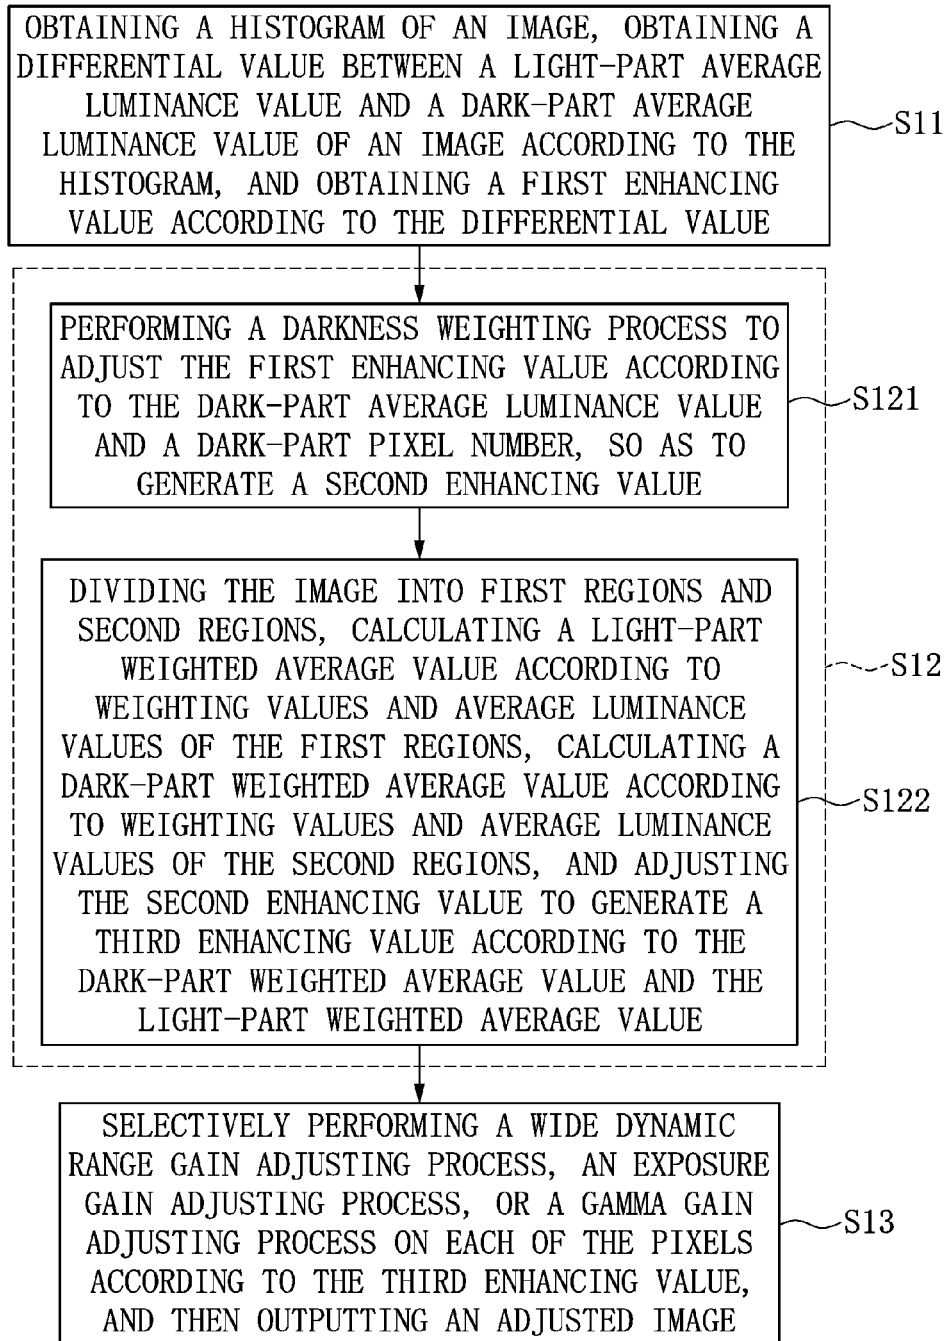 OBTAINING A HISTOGRAM OF AN IMAGE, OBTAINING A
DIFFERENTIAL VALUE BETWEEN A LIGHT-PART AVERAGE
LUMINANCE VALUE AND A DARK-PART AVERAGE
LUMINANCE VALUE OF AN IMAGE ACCORDING TO THE
HISTOGRAM, AND OBTAINING A FIRST ENHANCING
VALUE ACCORDING TO THE DIFFERENTIAL VALUE
S11
PERFORMING A DARKNESS WEIGHTING PROCESS TO
ADJUST THE FIRST ENHANCING VALUE ACCORDING
TO THE DARK-PART AVERAGE LUMINANCE VALUE
AND A DARK-PART PIXEL NUMBER, SO AS TO
GENERATE A SECOND ENHANCING VALUE
S121
DIVIDING THE IMAGE INTO FIRST REGIONS AND
SECOND REGIONS, CALCULATING A LIGHT-PART
WEIGHTED AVERAGE VALUE ACCORDING TO
WEIGHTING VALUES AND AVERAGE LUMINANCE
VALUES OF THE FIRST REGIONS, CALCULATING A
DARK-PART WEIGHTED AVERAGE VALUE ACCORDING
TO WEIGHTING VALUES AND AVERAGE LUMINANCE
VALUES OF THE SECOND REGIONS, AND ADJUSTING
THE SECOND ENHANCING VALUE TO GENERATE A
THIRD ENHANCING VALUE ACCORDING TO THE
DARK-PART WEIGHTED AVERAGE VALUE AND THE
LIGHT-PART WEIGHTED AVERAGE VALUE
S12
S122
SELECTIVELY PERFORMING A WIDE DYNAMIC
RANGE GAIN ADJUSTING PROCESS, AN EXPOSURE
GAIN ADJUSTING PROCESS, OR A GAMMA GAIN
ADJUSTING PROCESS ON EACH OF THE PIXELS
ACCORDING TO THE THIRD ENHANCING VALUE,
AND THEN OUTPUTTING AN ADJUSTED IMAGE
S13